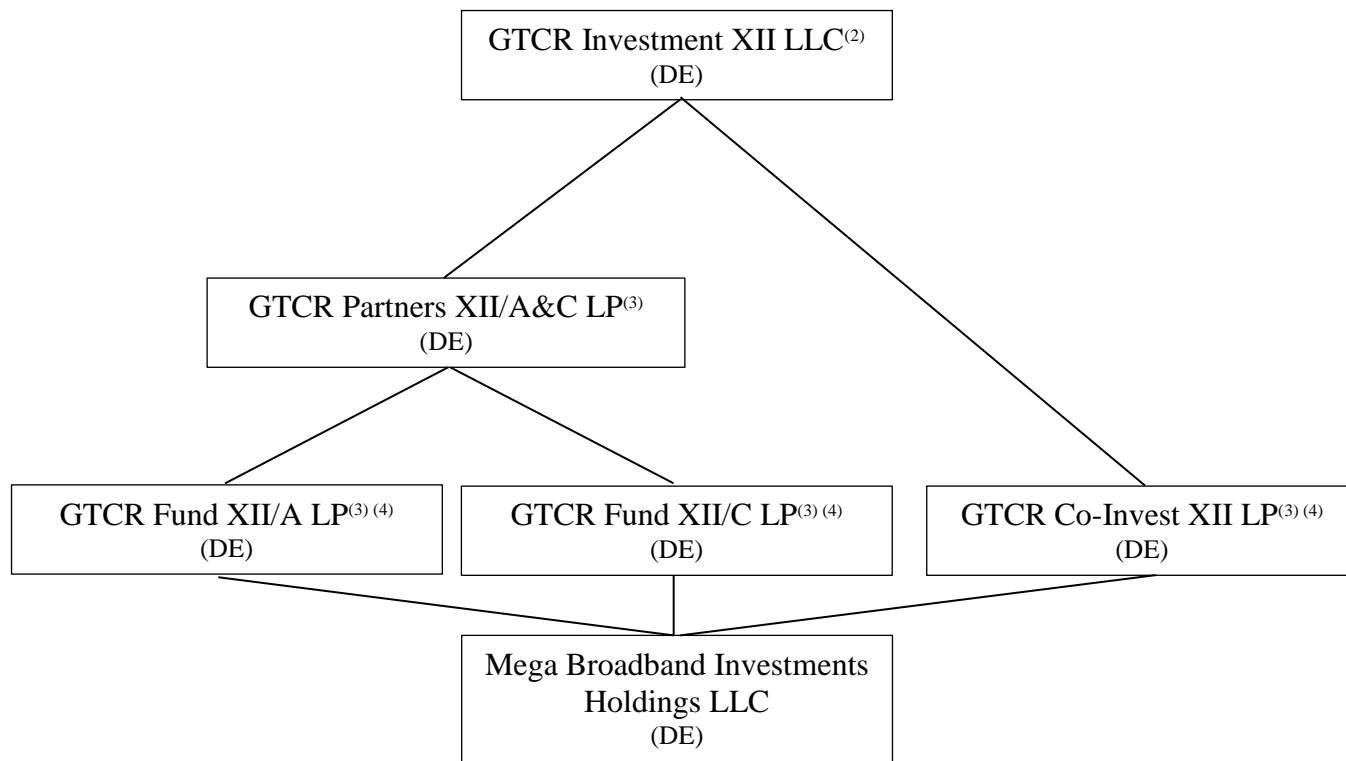 GTCR Investment XII LLC(2)
(DE)
GTCR Partners XII/A&C LP(3)
(DE)
GTCR Fund XII/A LP(3) (4)
(DE)
GTCR Fund XII/C LP(3) (4)
(DE)
GTCR Co-Invest XII LP(3) (4)
(DE)
Mega Broadband Investments
Holdings LLC
(DE)